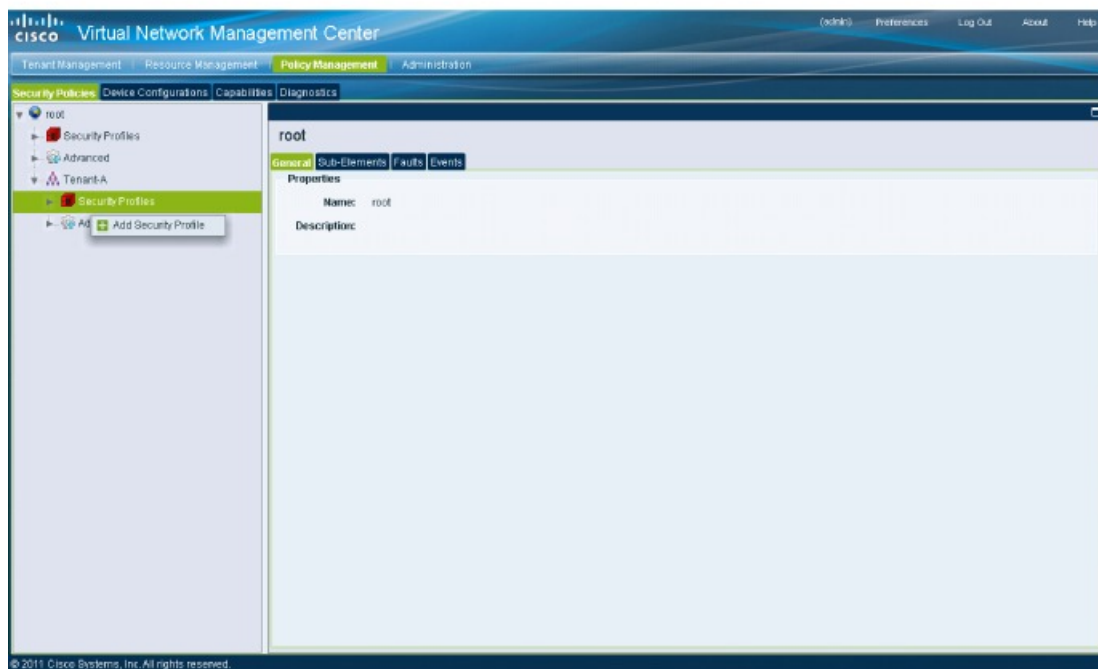 CISCO Virtual Network Management Center
(admin) Preferences Log Out About Help
Tenant Management Resource Management Policy Management Administration
Security Policies Device Configurations Capabilities Diagnostics
root
Security Profiles
Advanced
Tenant-A
Security Profiles
Ad Add Security Profile
root
General Sub-Elements Faults Events
Properties
Name: root
Description:
© 2011 Cisco Systems, Inc. All rights reserved.